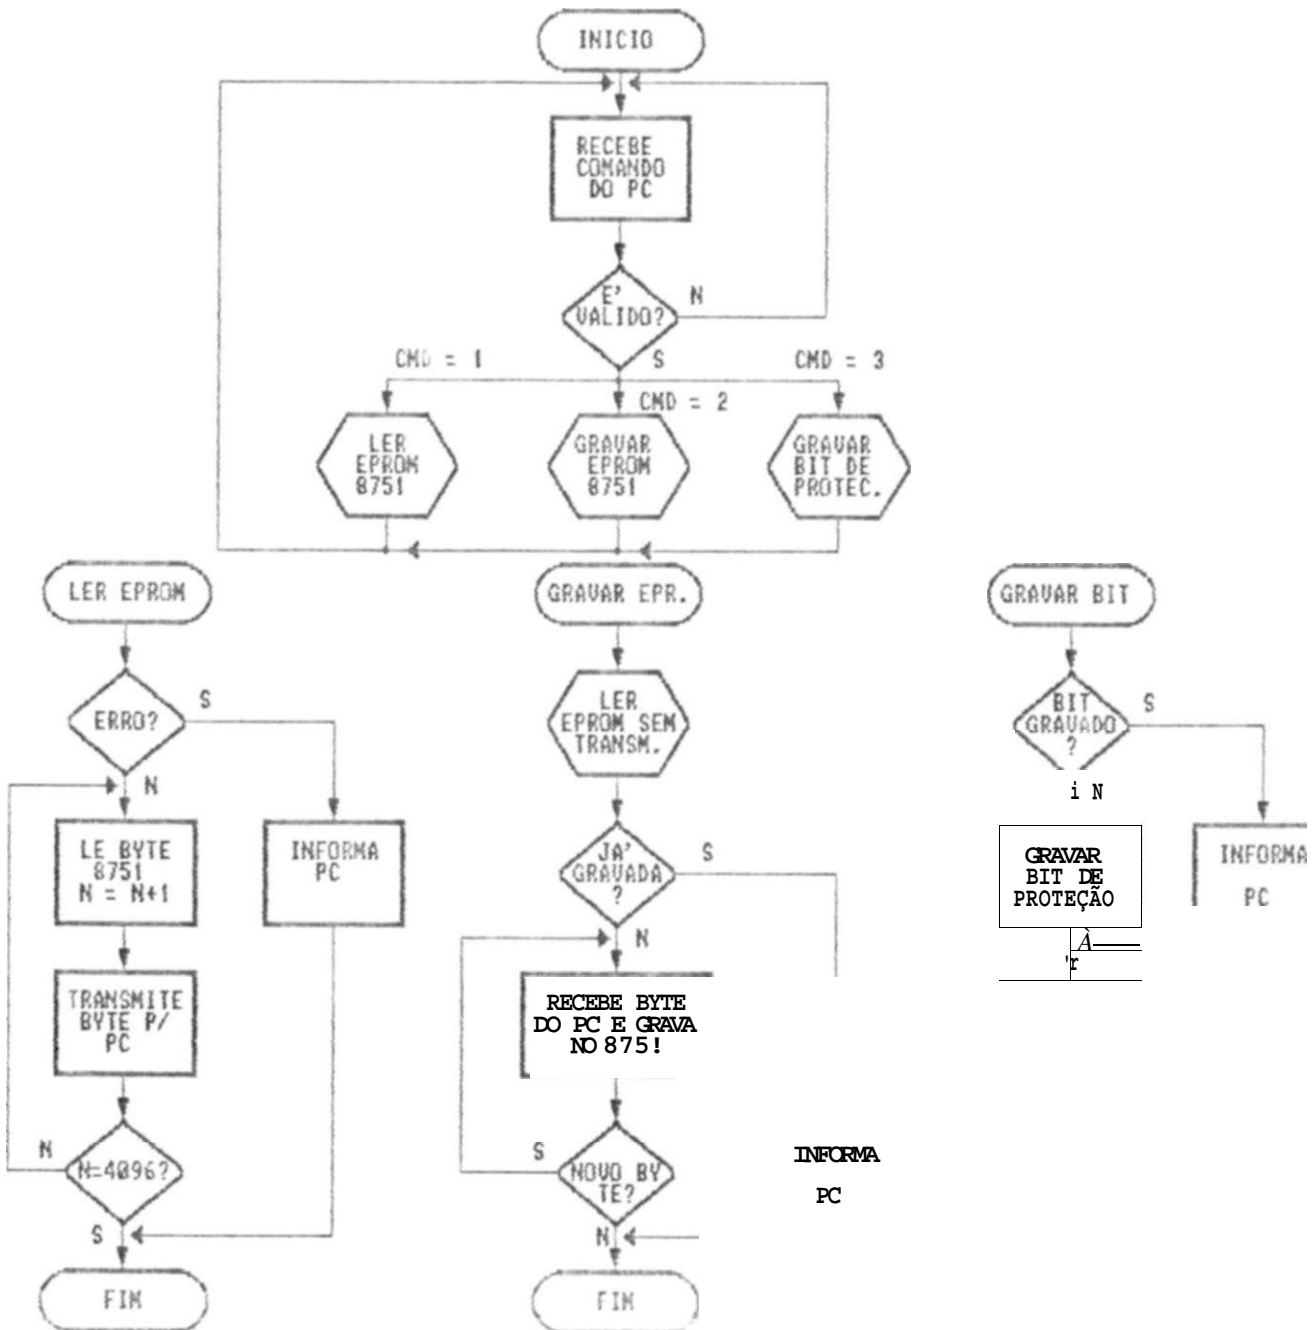 INICIO
RECEBE
COMANDO
DO PC
E'
VALIDO?
N
S
CMD = 1
CMD = 2
CMD = 3
LER
EPROM
8751
GRAVAR
EPROM
8751
GRAVAR
BIT DE
PROTEC.
LER EPROM
ERRO?
S
N
LE BYTE
8751
N = N+1
INFORMA
PC
TRANSMITE
BYTE P/
PC
N
N=4096?
S
FIM
GRAVAR EPR.
LER
EPROM SEM
TRANSM.
JA'
GRAVADA
?
S
N
RECEBE BYTE
DO PC E GRAVA
NO 875!
S
NOVO BY
TE?
N
INFORMA
PC
FIM
GRAVAR BIT
BIT
GRAVADO
?
S
i N
GRAVAR
BIT DE
PROTEÇÃO
À
'r
INFORMA
PC